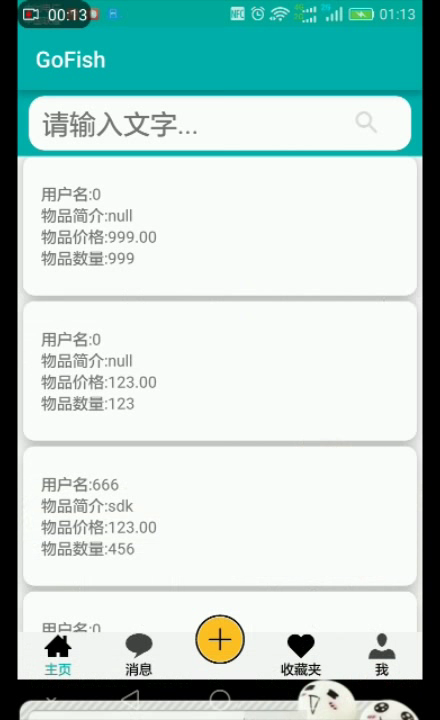 00:13
NFC
01:13
GoFish
请输入文字...
用户名:0
物品简介:null
物品价格:999.00
物品数量:999
用户名:0
物品简介:null
物品价格:123.00
物品数量:123
用户名:666
物品简介:sdk
物品价格:123.00
物品数量:456
用户名:0
主页
消息
收藏夹
我